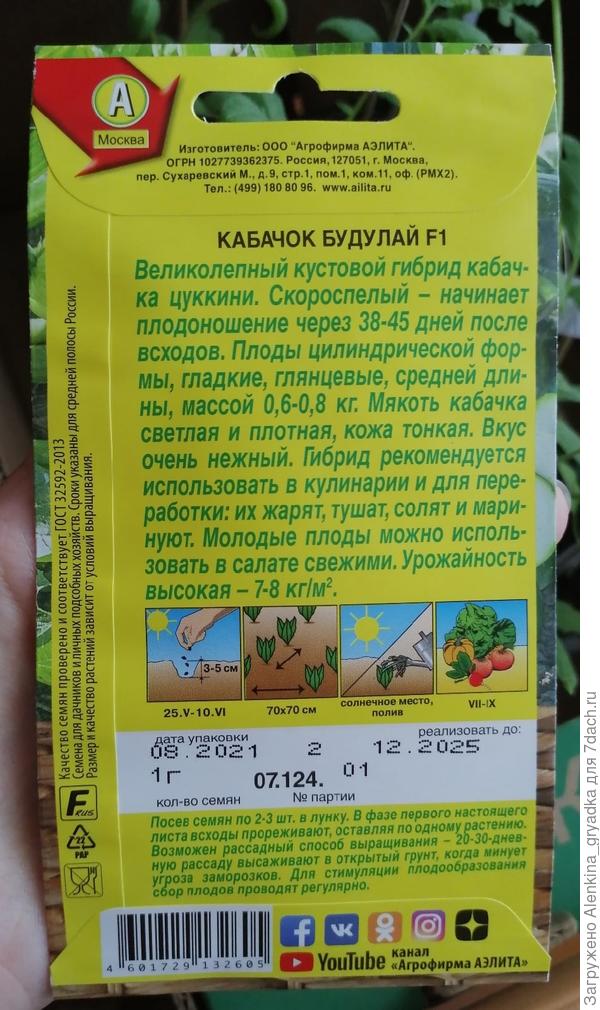 А
Москва
Изготовитель: ООО "Агрофирма АЭЛИТА".
ОГРН 1027739362375. Россия,127051, г. Москва,
пер. Сухаревский М., д.9, стр.1, пом.1, ком.11, оф. (РМХ2).
Тел.: (499) 180 80 96. www.ailita.ru
КАБАЧОК БУДУЛАЙ F1
Великолепный кустовой гибрид кабач-
ка цуккини. Скороспелый – начинает
плодоношение через 38-45 дней после
всходов. Плоды цилиндрической фор-
мы, гладкие, глянцевые, средней дли-
ны, массой 0,6-0,8 кг. Мякоть кабачка
светлая и плотная, кожа тонкая. Вкус
очень нежный. Гибрид рекомендуется
использовать в кулинарии и для пере-
работки: их жарят, тушат, солят и мари-
нуют. Молодые плоды можно исполь-
зовать в салате свежими. Урожайность
высокая – 7-8 кг/м².
Качество семян проверено и соответствует ГОСТ 32592-2013
Семена для дачников и личных подсобных хозяйств. Сроки указаны для средней полосы России.
Размер и качество растений зависит от условий выращивания.
3-5 см
25.V-10.VI
70х70 см
солнечное место,
полив
VII-IX
дата упаковки
реализовать до:
08.2021 2 12.2025
1г 07.124. 01
кол-во семян № партии
Посев семян по 2-3 шт. в лунку. В фазе первого настоящего
листа всходы прореживают, оставляя по одному растению.
Возможен рассадный способ выращивания – 20-30-днев-
ную рассаду высаживают в открытый грунт, когда минует
угроза заморозков. Для стимуляции плодообразования
сбор плодов проводят регулярно.
F RUS
22
PAP
4 601729 132605
YouTube канал
«Агрофирма АЭЛИТА»
Загружено Alenkina_gryadka для 7dach.ru